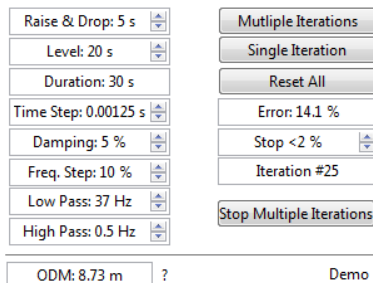 Raise & Drop: 5 s
Level: 20 s
Duration: 30 s
Time Step: 0.00125 s
Damping: 5 %
Freq. Step: 10 %
Low Pass: 37 Hz
High Pass: 0.5 Hz
Mutliple Iterations
Single Iteration
Reset All
Error: 14.1 %
Stop <2 %
Iteration #25
Stop Multiple Iterations
ODM: 8.73 m ? Demo